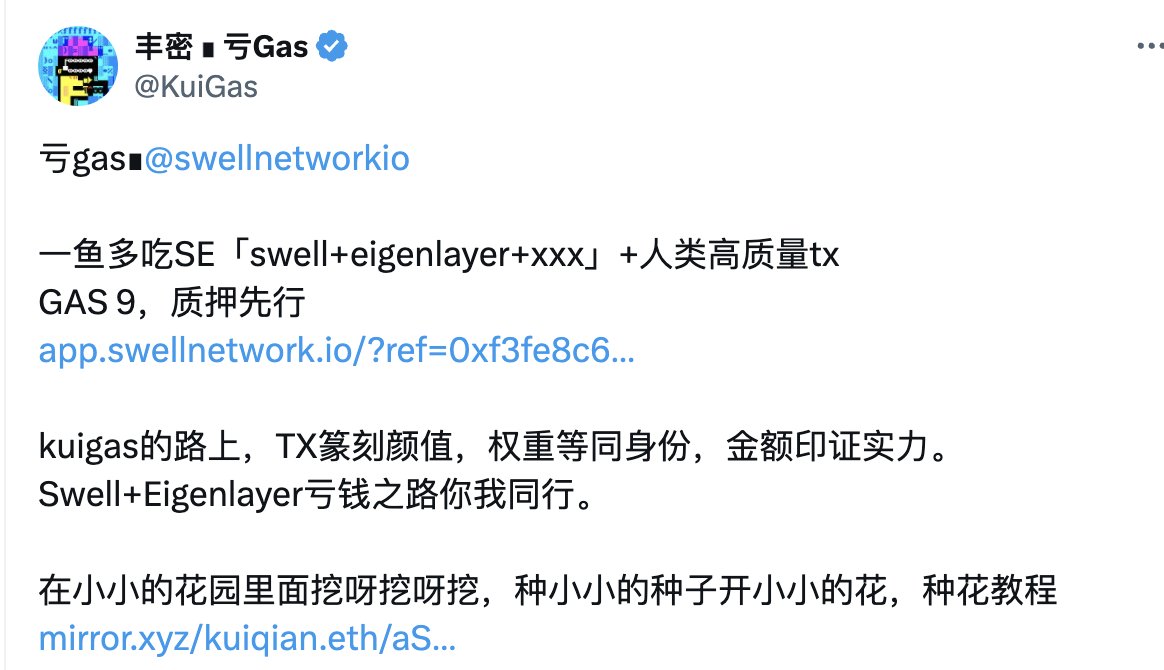 丰密∎亏Gas
@KuiGas
亏gas∎@swellnetworkio
一鱼多吃SE「swell+eigenlayer+xxx」+人类高质量tx
GAS 9，质押先行
app.swellnetwork.io/?ref=0xf3fe8c6…
kuigas的路上，TX篆刻颜值，权重等同身份，金额印证实力。
Swell+Eigenlayer亏钱之路你我同行。
在小小的花园里面挖呀挖呀挖，种小小的种子开小小的花，种花教程
mirror.xyz/kuiqian.eth/aS…